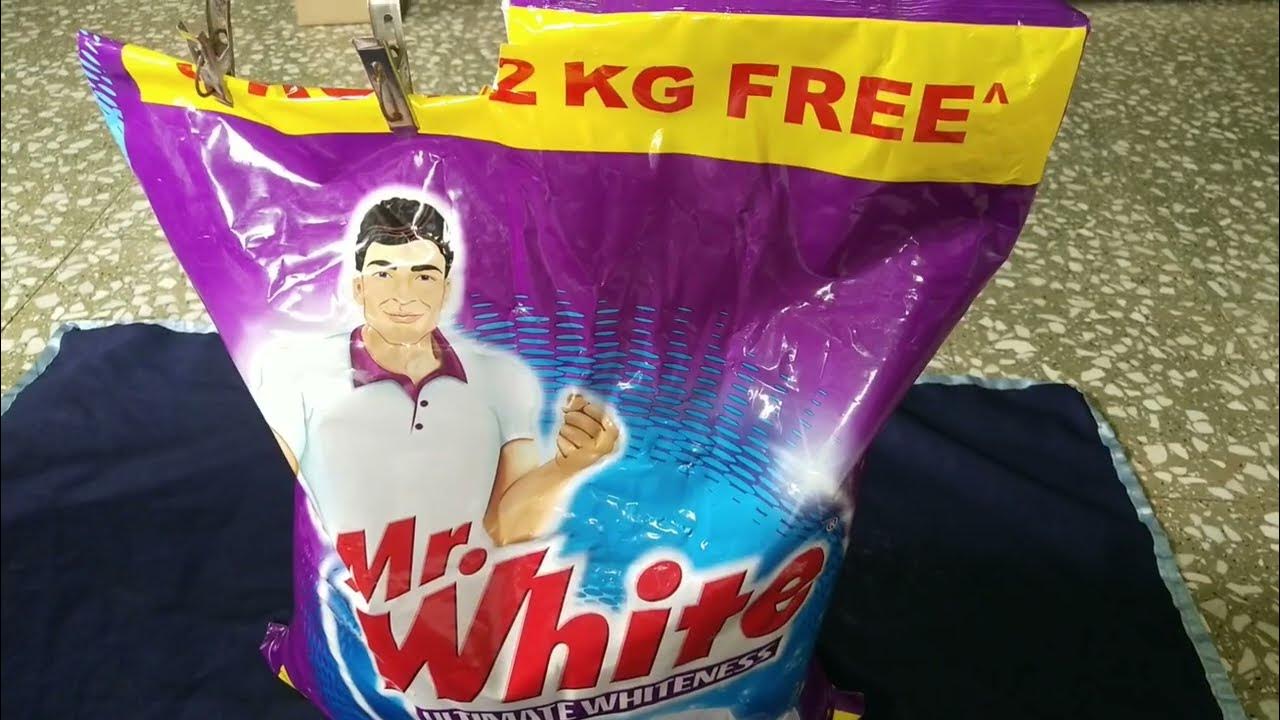 2 KG FREE^
Mr.
White®
ULTIMATE WHITENESS